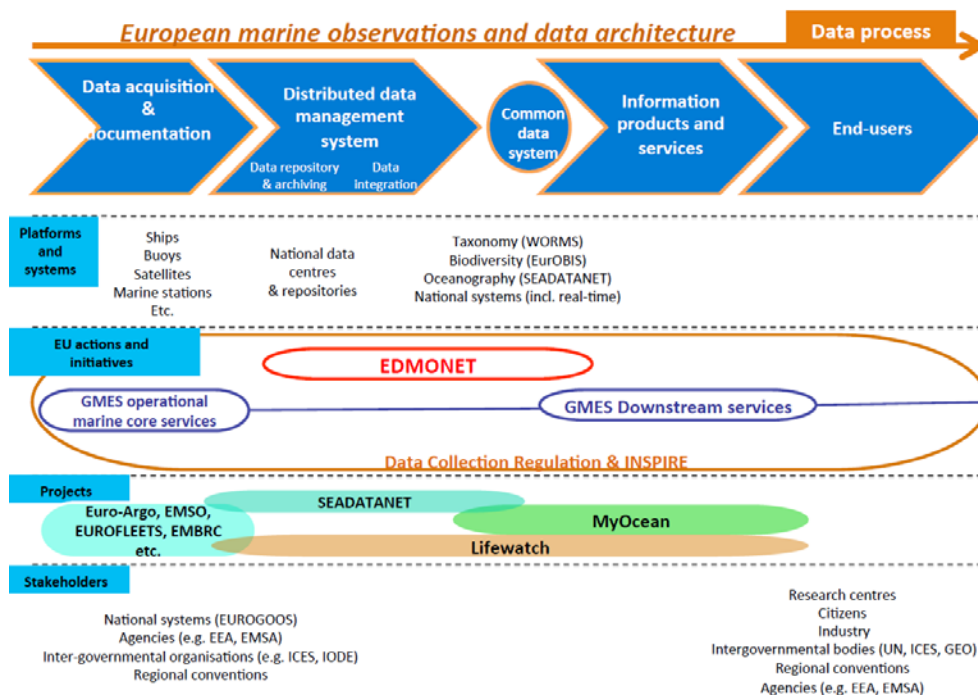 European marine observations and data architecture
Data process
Data acquisition
&
documentation
Distributed data
management
system
Data repository
& archiving
Data
integration
Common
data
system
Information
products and
services
End-users
Platforms
and
systems
Ships
Buoys
Satellites
Marine stations
Etc.
National data
centres
& repositories
Taxonomy (WORMS)
Biodiversity (EurOBIS)
Oceanography (SEADATANET)
National systems (incl. real-time)
EU actions and
initiatives
EDMONET
GMES operational
marine core services
GMES Downstream services
Data Collection Regulation & INSPIRE
Projects
Euro-Argo, EMSO,
EUROFLEETS, EMBRC
etc.
SEADATANET
MyOcean
Lifewatch
Stakeholders
National systems (EUROGOOS)
Agencies (e.g. EEA, EMSA)
Inter-governmental organisations (e.g. ICES, IODE)
Regional conventions
Research centres
Citizens
Industry
Intergovernmental bodies (UN, ICES, GEO)
Regional conventions
Agencies (e.g. EEA, EMSA)